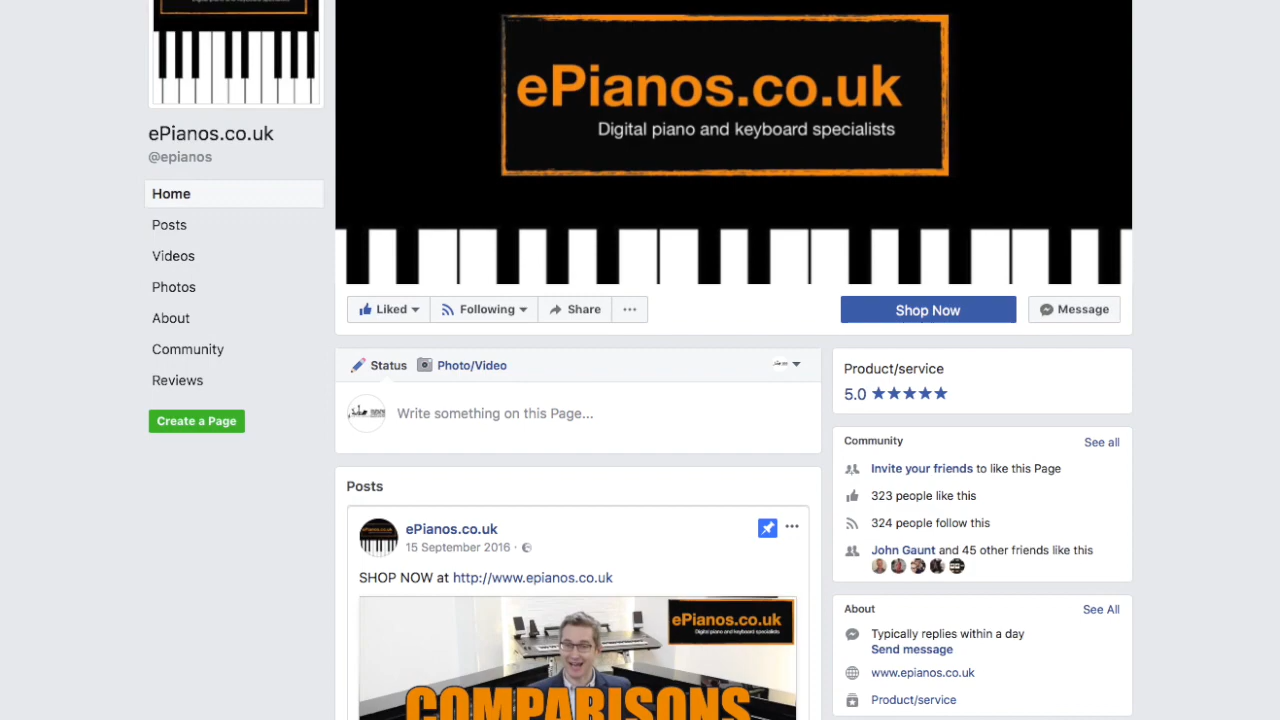 ePianos.co.uk
@epianos
Home
Posts
Videos
Photos
About
Community
Reviews
Create a Page
ePianos.co.uk
Digital piano and keyboard specialists
Liked
Following
Share
Shop Now
Message
Status
Photo/Video
Write something on this Page...
Posts
ePianos.co.uk
15 September 2016
SHOP NOW at http://www.epianos.co.uk
ePianos.co.uk
Digital piano and keyboard specialists
COMPARISONS
Product/service
5.0
Community
See all
Invite your friends to like this Page
323 people like this
324 people follow this
John Gaunt and 45 other friends like this
About
See All
Typically replies within a day
Send message
www.epianos.co.uk
Product/service